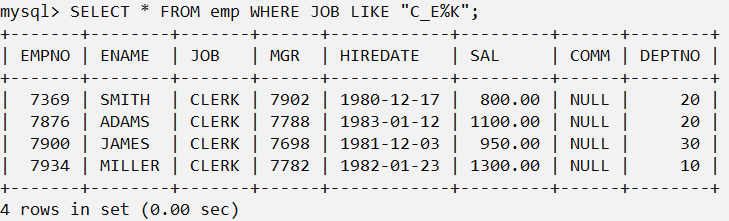 mysql> SELECT * FROM emp WHERE JOB LIKE "C_E%K";
+-------+--------+-------+------+------------+---------+------+--------+
| EMPNO | ENAME  | JOB   | MGR  | HIREDATE   | SAL     | COMM | DEPTNO |
+-------+--------+-------+------+------------+---------+------+--------+
|  7369 | SMITH  | CLERK | 7902 | 1980-12-17 |  800.00 | NULL |     20 |
|  7876 | ADAMS  | CLERK | 7788 | 1983-01-12 | 1100.00 | NULL |     20 |
|  7900 | JAMES  | CLERK | 7698 | 1981-12-03 |  950.00 | NULL |     30 |
|  7934 | MILLER | CLERK | 7782 | 1982-01-23 | 1300.00 | NULL |     10 |
+-------+--------+-------+------+------------+---------+------+--------+
4 rows in set (0.00 sec)